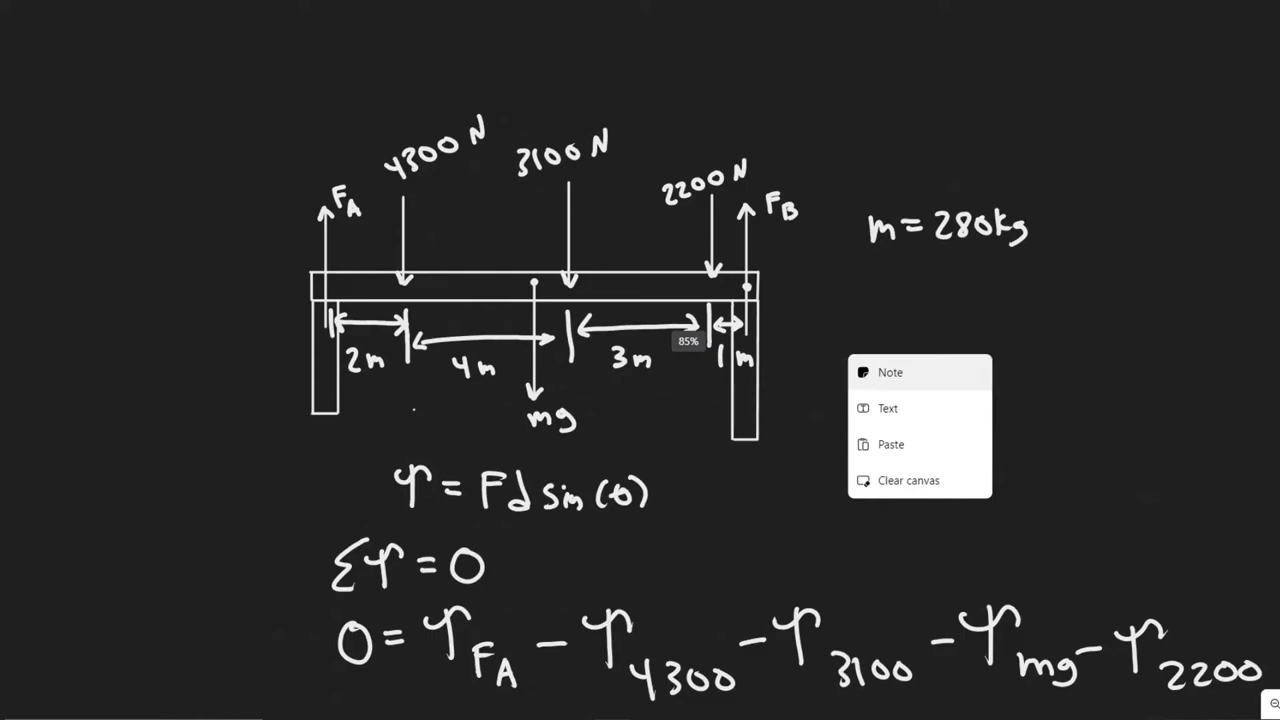 4300 N
3100 N
2200 N
F_A
F_B
m = 280kg
2m
4m
3m
85%
1m
mg
Note
Text
Paste
Clear canvas
τ = Fd sin(θ)
Στ = 0
0 = τ_FA − τ_4300 − τ_3100 − τ_mg − τ_2200